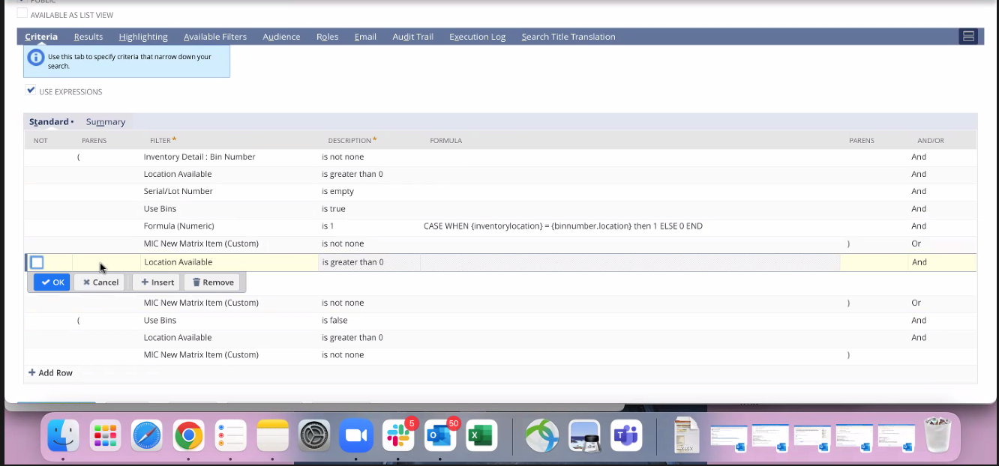 PUBLIC
AVAILABLE AS LIST VIEW
Criteria Results Highlighting Available Filters Audience Roles Email Audit Trail Execution Log Search Title Translation
Use this tab to specify criteria that narrow down your
search.
USE EXPRESSIONS
Standard • Summary
NOT PARENS FILTER * DESCRIPTION * FORMULA PARENS AND/OR
( Inventory Detail : Bin Number is not none And
Location Available is greater than 0 And
Serial/Lot Number is empty And
Use Bins is true And
Formula (Numeric) is 1 CASE WHEN {inventorylocation} = {binnumber.location} then 1 ELSE 0 END And
MIC New Matrix Item (Custom) is not none ) Or
Location Available is greater than 0 And
OK Cancel Insert Remove
MIC New Matrix Item (Custom) is not none ) Or
( Use Bins is false And
Location Available is greater than 0 And
MIC New Matrix Item (Custom) is not none )
+ Add Row
5 50
XLSX